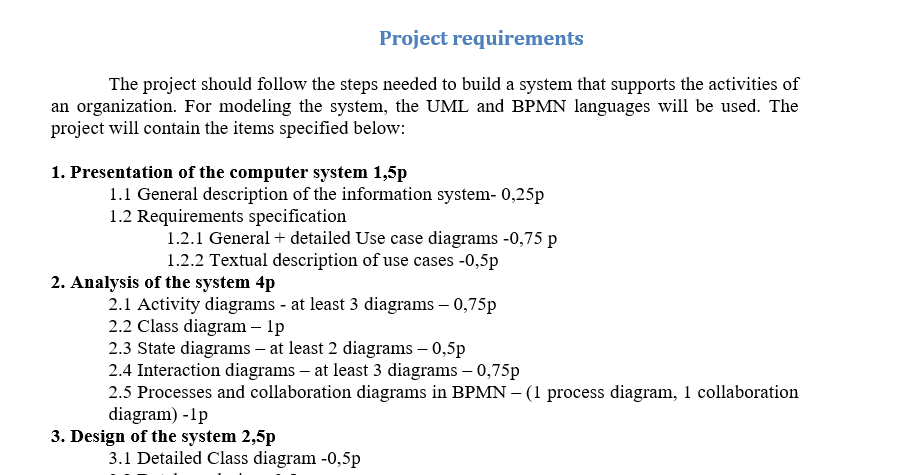 Project requirements
The project should follow the steps needed to build a system that supports the activities of
an organization. For modeling the system, the UML and BPMN languages will be used. The
project will contain the items specified below:
1. Presentation of the computer system 1,5p
1.1 General description of the information system- 0,25p
1.2 Requirements specification
1.2.1 General + detailed Use case diagrams -0,75 p
1.2.2 Textual description of use cases -0,5p
2. Analysis of the system 4p
2.1 Activity diagrams - at least 3 diagrams – 0,75p
2.2 Class diagram – 1p
2.3 State diagrams – at least 2 diagrams – 0,5p
2.4 Interaction diagrams – at least 3 diagrams – 0,75p
2.5 Processes and collaboration diagrams in BPMN – (1 process diagram, 1 collaboration
diagram) -1p
3. Design of the system 2,5p
3.1 Detailed Class diagram -0,5p